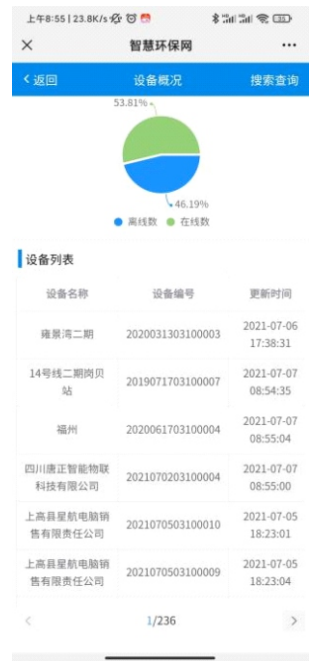 上午8:55 | 23.8K/s
智慧环保网
返回 设备概况 搜索查询
53.81%
46.19%
离线数 在线数
设备列表
设备名称 设备编号 更新时间
雍景湾二期 2020031303100003 2021-07-06
17:38:31
14号线二期岗贝
站 2019071703100007 2021-07-07
08:54:35
福州 2020061703100004 2021-07-07
08:55:04
四川唐正智能物联
科技有限公司 2021070203100004 2021-07-07
08:55:00
上高县星航电脑销
售有限责任公司 2021070503100010 2021-07-05
18:23:01
上高县星航电脑销
售有限责任公司 2021070503100009 2021-07-05
18:23:04
1/236